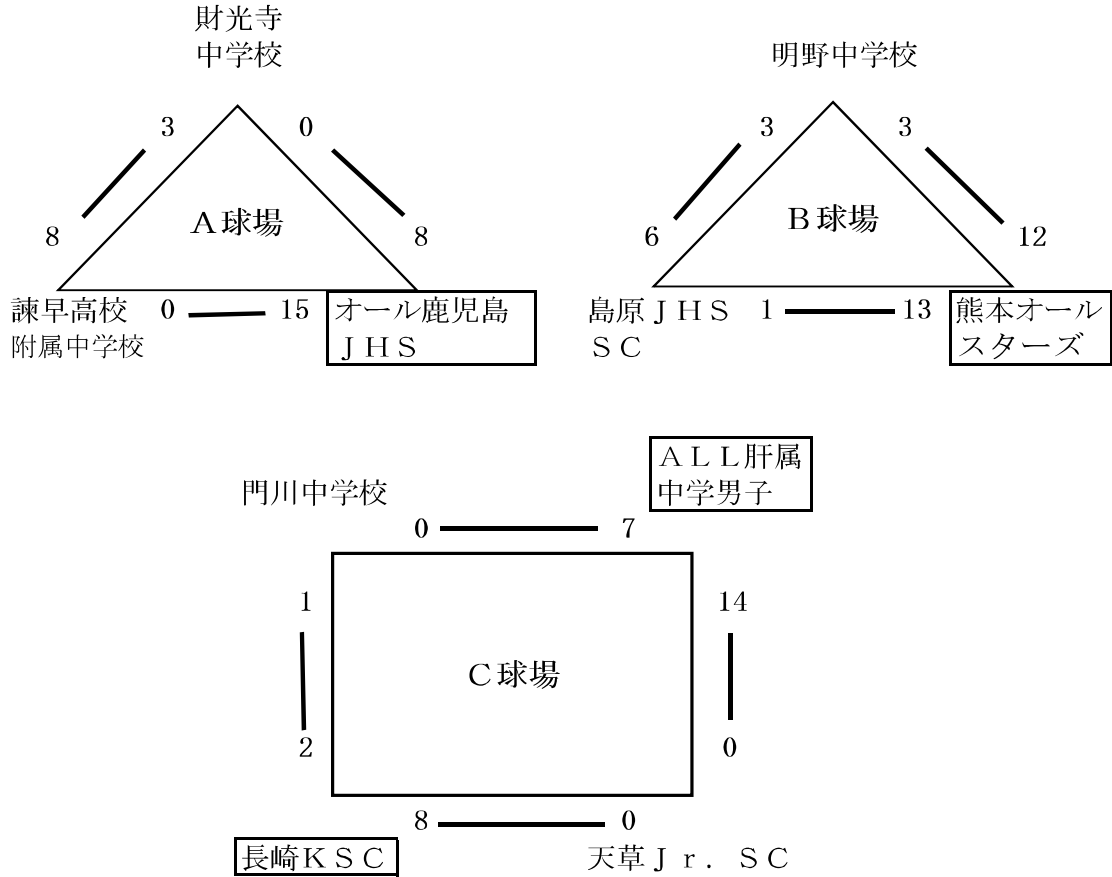 財光寺
中学校
明野中学校
3 0
3 3
A球場
B球場
8 8
6 12
諫早高校
附属中学校
0 15
オール鹿児島
JHS
島原JHS
SC
1 13
熊本オール
スターズ
門川中学校
ALL肝属
中学男子
0 7
1 14
C球場
2 0
8 0
長崎KSC
天草Jr.SC